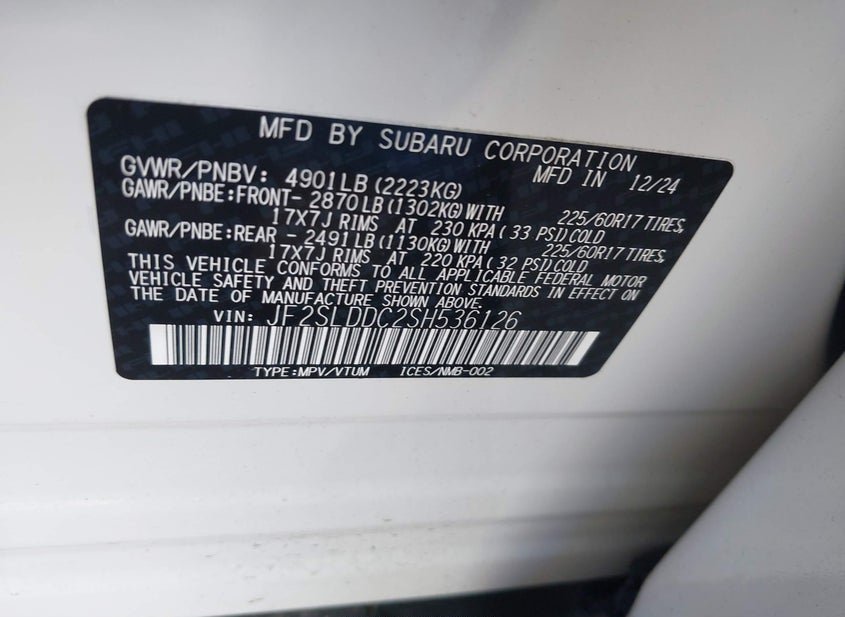 MFD BY SUBARU CORPORATION
GVWR/PNBV: 4901LB (2223KG) MFD IN 12/24
GAWR/PNBE:FRONT- 2870LB (1302KG)WITH 225/60R17 TIRES,
17X7J RIMS AT 230 KPA ( 33 PSI)COLD
GAWR/PNBE:REAR - 2491LB (1130KG)WITH 225/60R17 TIRES,
17X7J RIMS AT 220 KPA ( 32 PSI)COLD
THIS VEHICLE CONFORMS TO ALL APPLICABLE FEDERAL MOTOR
VEHICLE SAFETY AND THEFT PREVENTION STANDARDS IN EFFECT ON
THE DATE OF MANUFACTURE SHOWN ABOVE.
VIN: JF2SLDDC2SH536126
TYPE:MPV/VTUM ICES/NMB-002